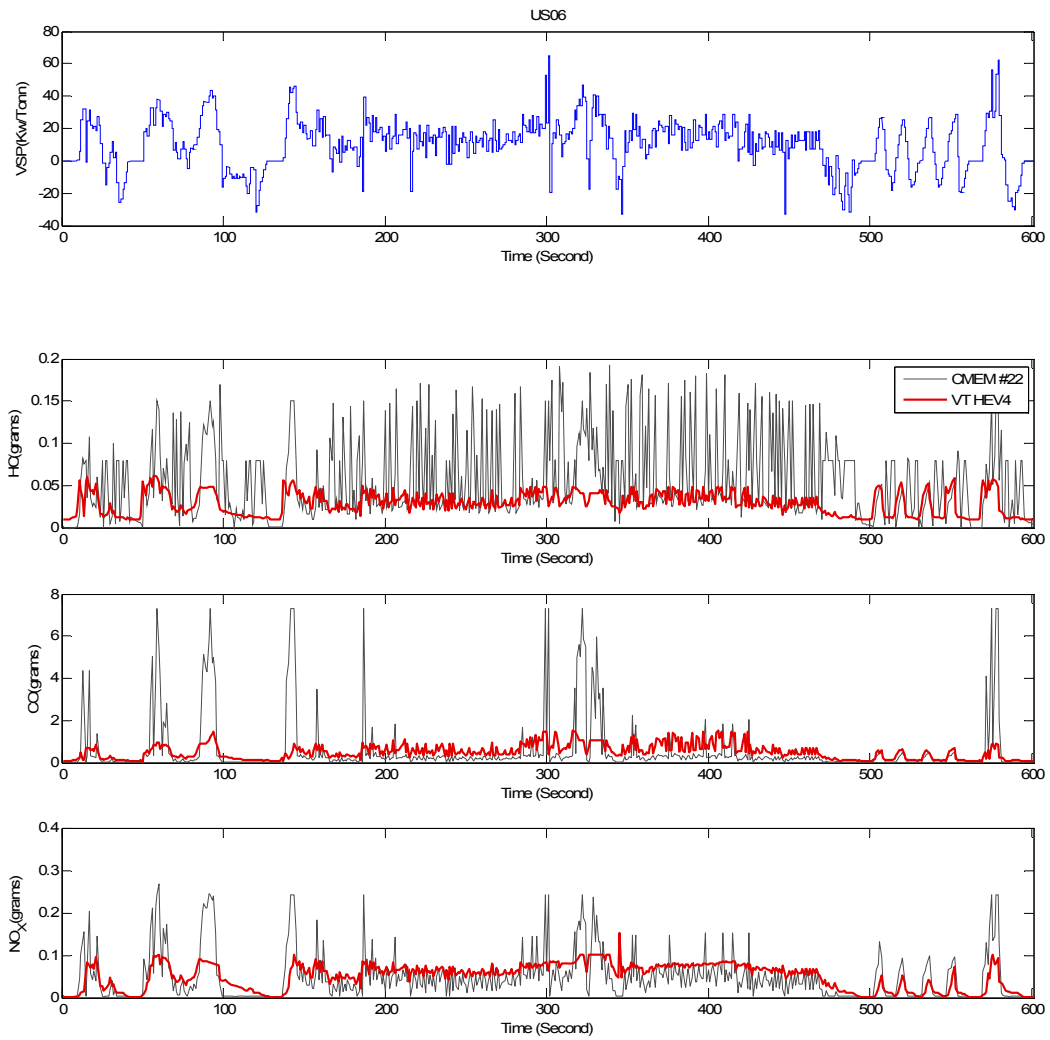 US06
VSP(Kw/Tonn)
80
60
40
20
0
-20
-40
0 100 200 300 400 500 600
Time (Second)
HC(grams)
0.2
0.15
0.1
0.05
0
CMEM #22
VT HEV4
0 100 200 300 400 500 600
Time (Second)
CO(grams)
8
6
4
2
0
0 100 200 300 400 500 600
Time (Second)
NOX(grams)
0.4
0.3
0.2
0.1
0
0 100 200 300 400 500 600
Time (Second)